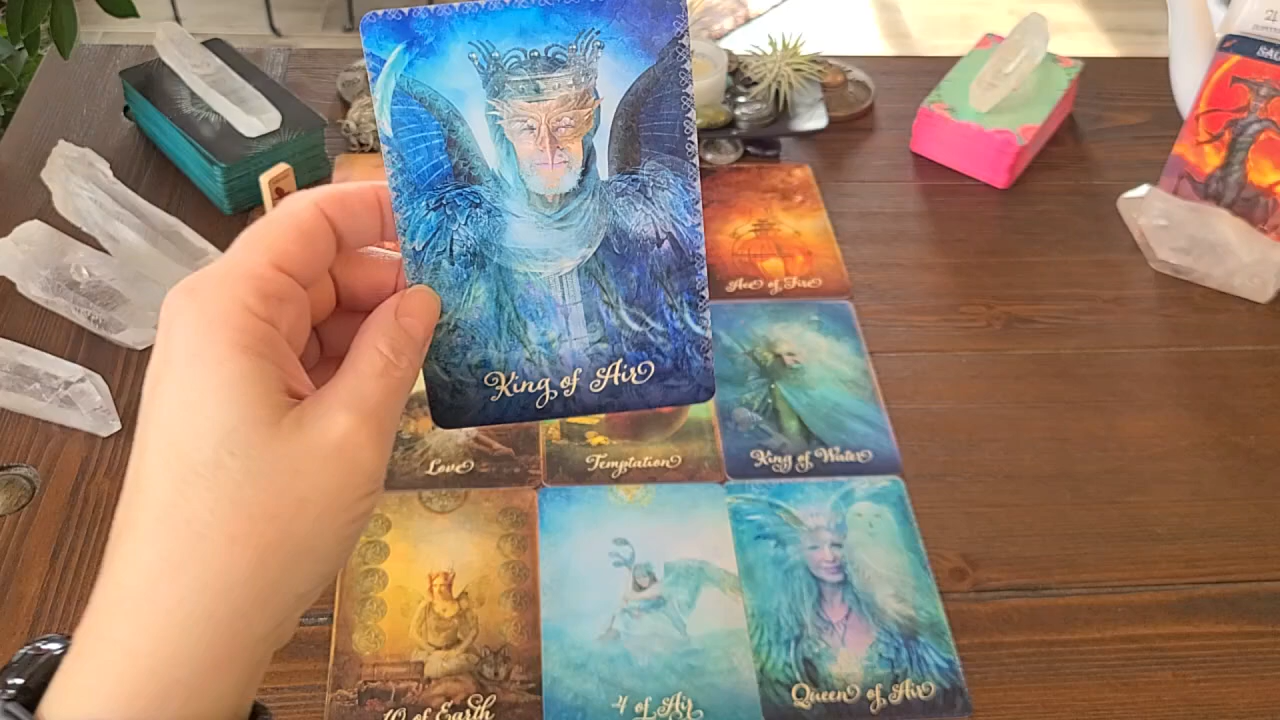 King of Air
Ace of Fire
Love
Temptation
King of Water
10 of Earth
4 of Air
Queen of Air